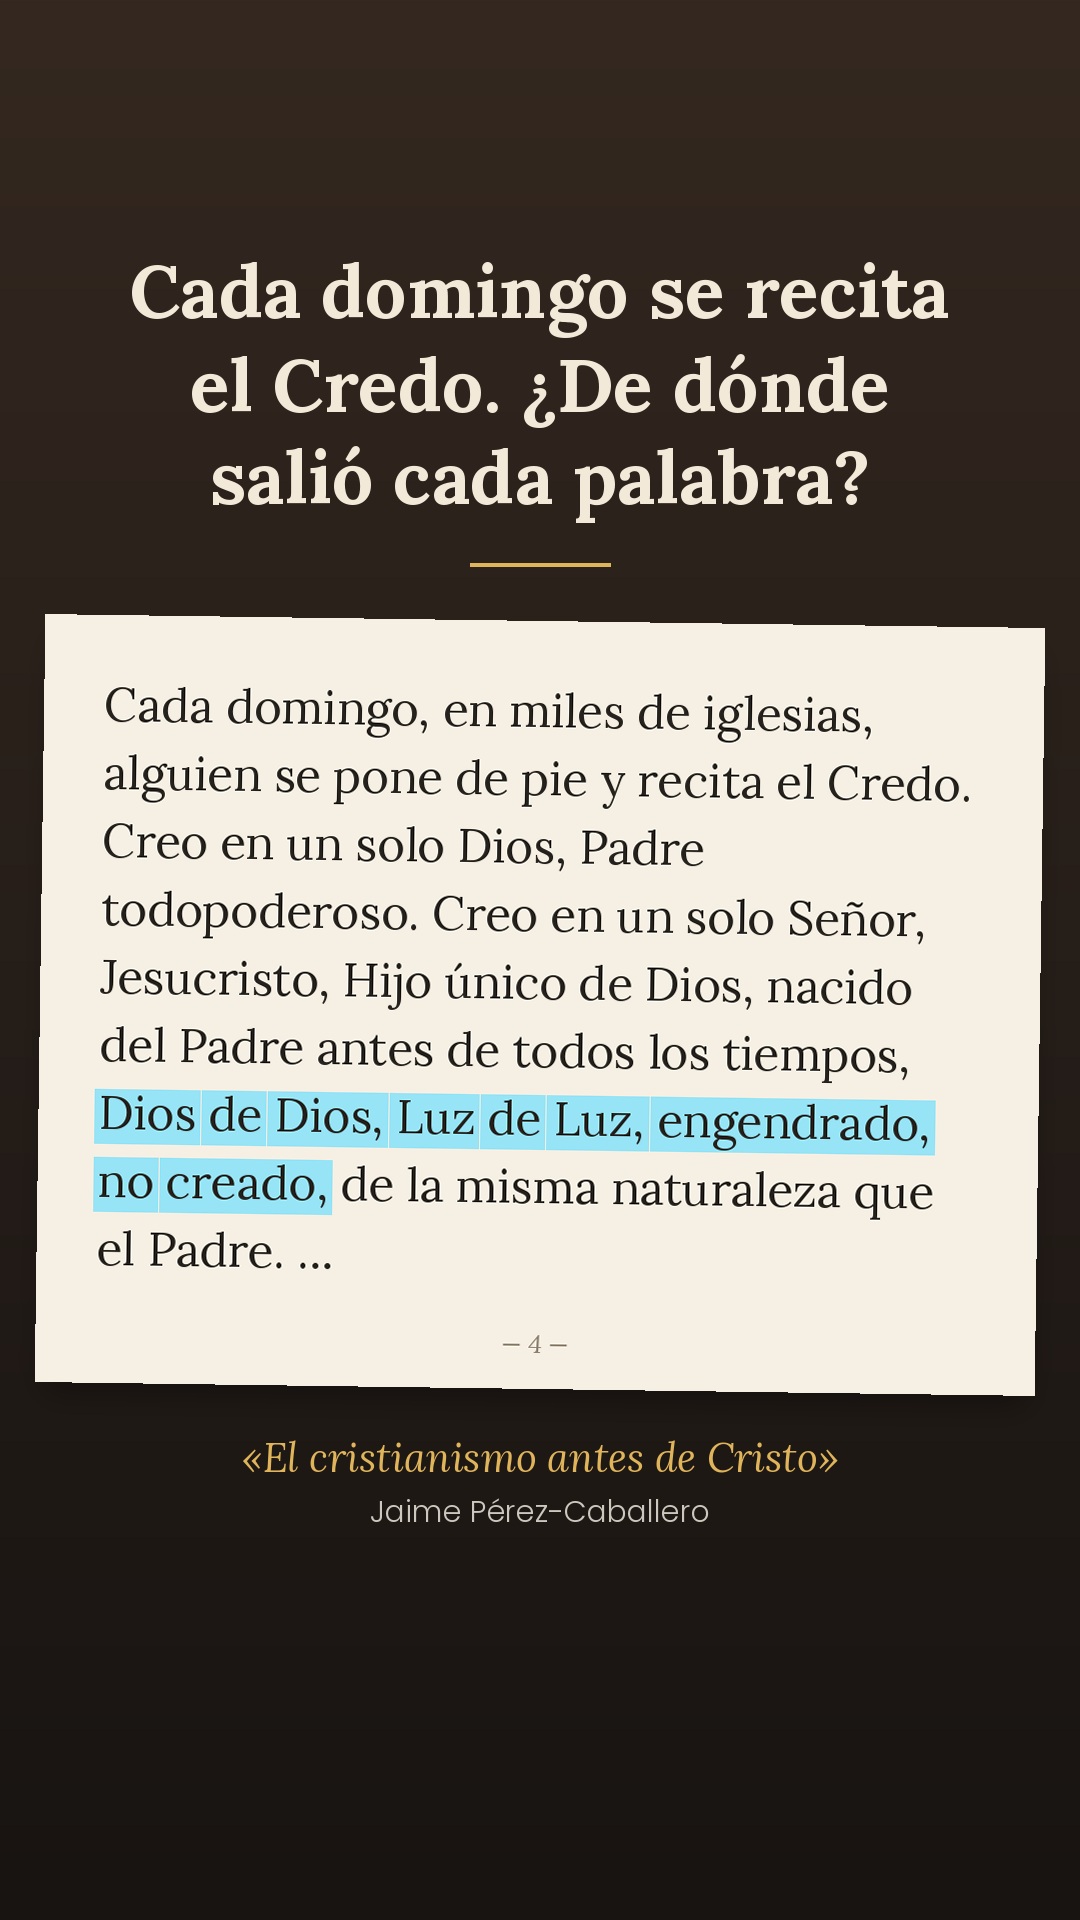 Cada domingo se recita
el Credo. ¿De dónde
salió cada palabra?
Cada domingo, en miles de iglesias,
alguien se pone de pie y recita el Credo.
Creo en un solo Dios, Padre
todopoderoso. Creo en un solo Señor,
Jesucristo, Hijo único de Dios, nacido
del Padre antes de todos los tiempos,
Dios de Dios, Luz de Luz, engendrado,
no creado, de la misma naturaleza que
el Padre. ...
— 4 —
«El cristianismo antes de Cristo»
Jaime Pérez-Caballero